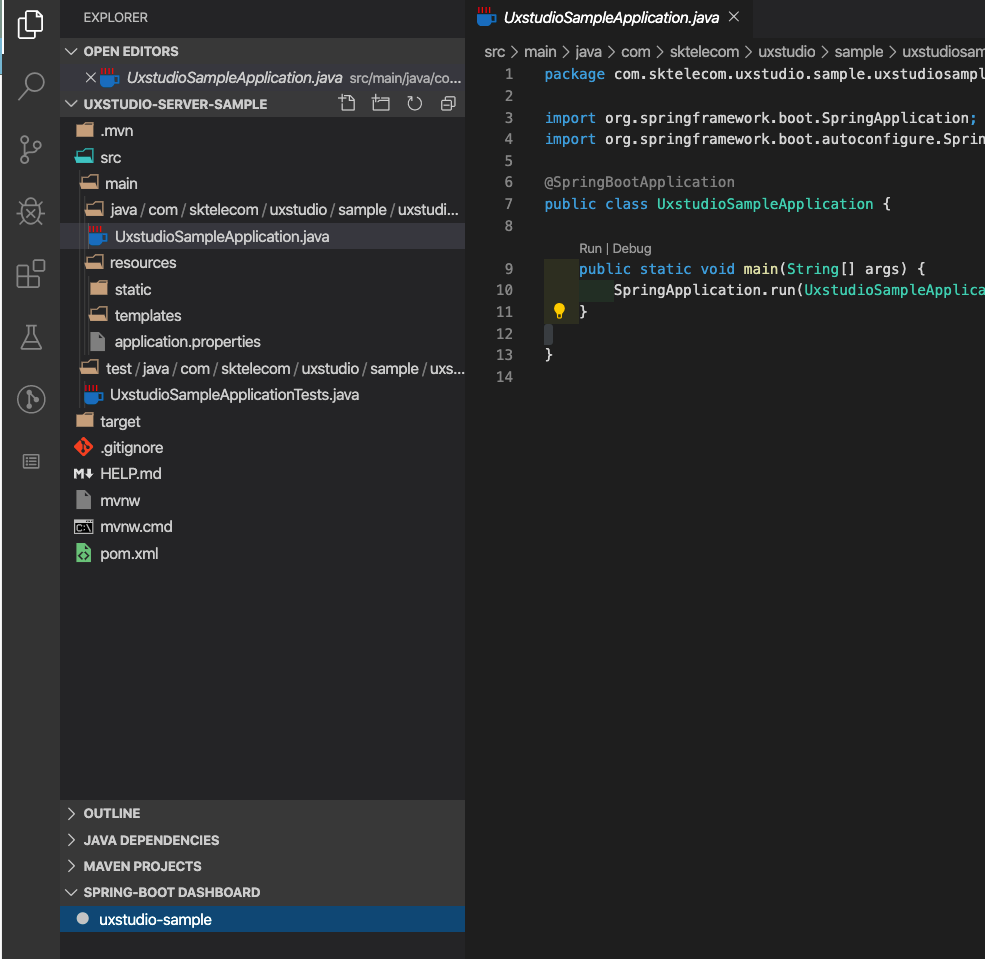 EXPLORER
OPEN EDITORS
UxstudioSampleApplication.java src/main/java/co...
UXSTUDIO-SERVER-SAMPLE
.mvn
src
main
java / com / sktelecom / uxstudio / sample / uxstudi...
UxstudioSampleApplication.java
resources
static
templates
application.properties
test / java / com / sktelecom / uxstudio / sample / uxs...
UxstudioSampleApplicationTests.java
target
.gitignore
M↓ HELP.md
mvnw
C:\ mvnw.cmd
pom.xml
OUTLINE
JAVA DEPENDENCIES
MAVEN PROJECTS
SPRING-BOOT DASHBOARD
uxstudio-sample
UxstudioSampleApplication.java
src > main > java > com > sktelecom > uxstudio > sample > uxstudiosam
1 package com.sktelecom.uxstudio.sample.uxstudiosampl
2
3 import org.springframework.boot.SpringApplication;
4 import org.springframework.boot.autoconfigure.Sprin
5
6 @SpringBootApplication
7 public class UxstudioSampleApplication {
8
Run | Debug
9 public static void main(String[] args) {
10 SpringApplication.run(UxstudioSampleApplica
11 }
12
13 }
14